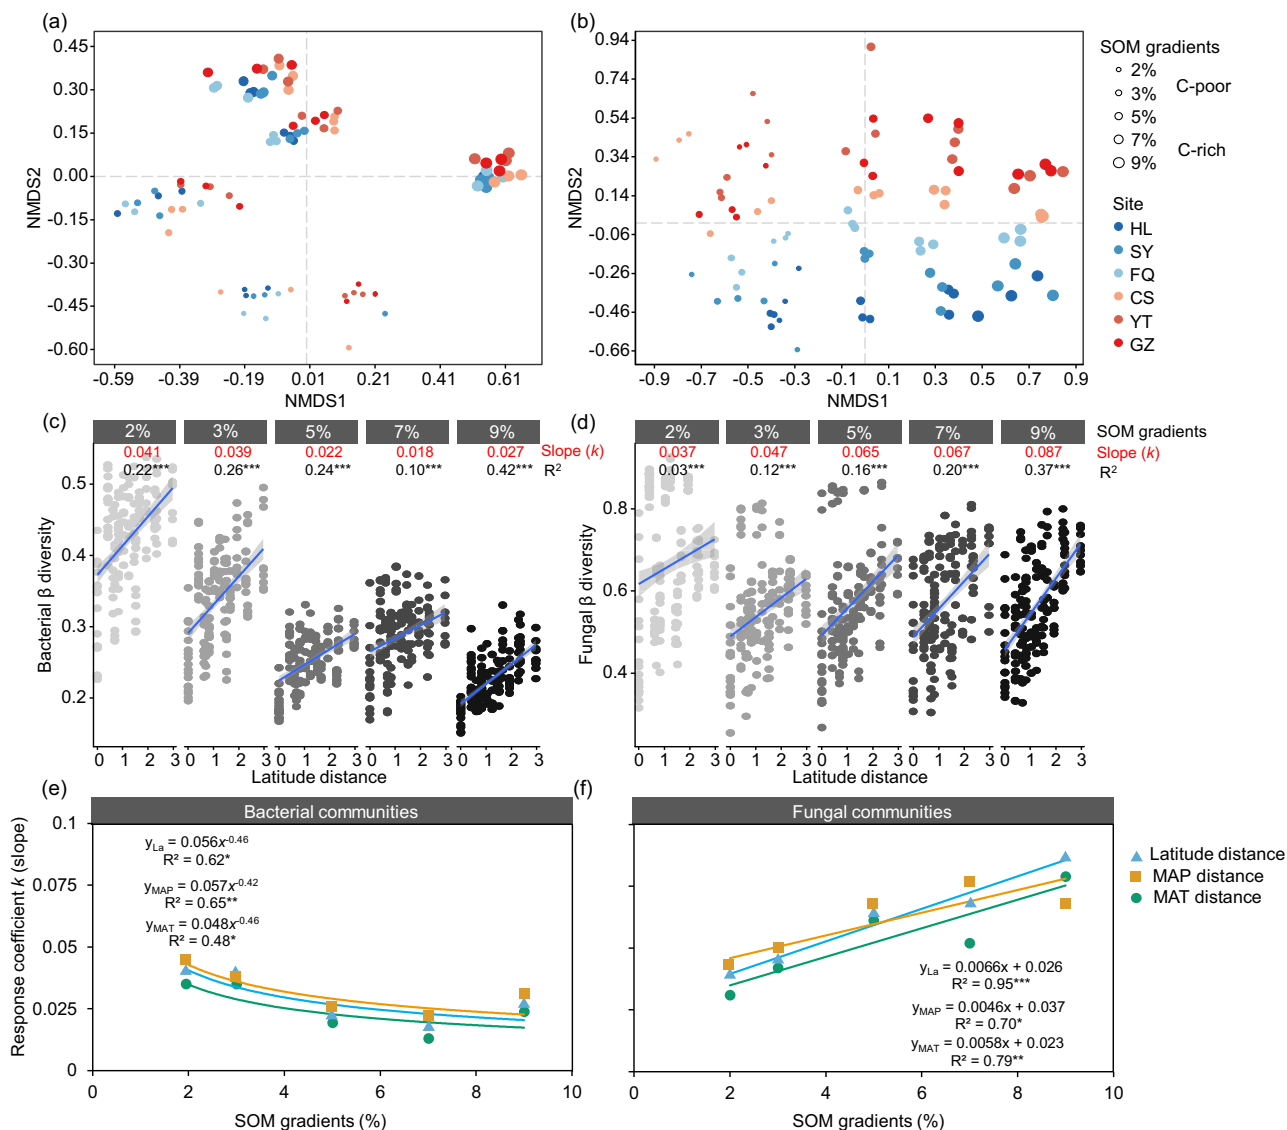 (a)
0.45
0.30
0.15
0.00
-0.15
-0.30
-0.45
-0.60
NMDS2
-0.59 -0.39 -0.19 0.01 0.21 0.41 0.61
NMDS1
(b)
0.94
0.74
0.54
0.34
0.14
-0.06
-0.26
-0.46
-0.66
NMDS2
-0.9 -0.7 -0.5 -0.3 -0.1 0.1 0.3 0.5 0.7 0.9
NMDS1
SOM gradients
2%
3%
5%
7%
9%
C-poor
C-rich
Site
HL
SY
FQ
CS
YT
GZ
(c)
2% 3% 5% 7% 9%
0.041 0.039 0.022 0.018 0.027 Slope (k)
0.22*** 0.26*** 0.24*** 0.10*** 0.42*** R²
0.5
0.4
0.3
0.2
Bacterial β diversity
0 1 2 3 0 1 2 3 0 1 2 3 0 1 2 3 0 1 2 3
Latitude distance
(d)
2% 3% 5% 7% 9% SOM gradients
0.037 0.047 0.065 0.067 0.087 Slope (k)
0.03*** 0.12*** 0.16*** 0.20*** 0.37*** R²
0.8
0.6
0.4
Fungal β diversity
0 1 2 3 0 1 2 3 0 1 2 3 0 1 2 3 0 1 2 3
Latitude distance
(e)
Bacterial communities
0.1
0.075
0.05
0.025
0
Response coefficient k (slope)
yLa = 0.056x-0.46
R² = 0.62*
yMAP = 0.057x-0.42
R² = 0.65**
yMAT = 0.048x-0.46
R² = 0.48*
0 2 4 6 8 10
SOM gradients (%)
(f)
Fungal communities
yLa = 0.0066x + 0.026
R² = 0.95***
yMAP = 0.0046x + 0.037
R² = 0.70*
yMAT = 0.0058x + 0.023
R² = 0.79**
0 2 4 6 8 10
SOM gradients (%)
Latitude distance
MAP distance
MAT distance